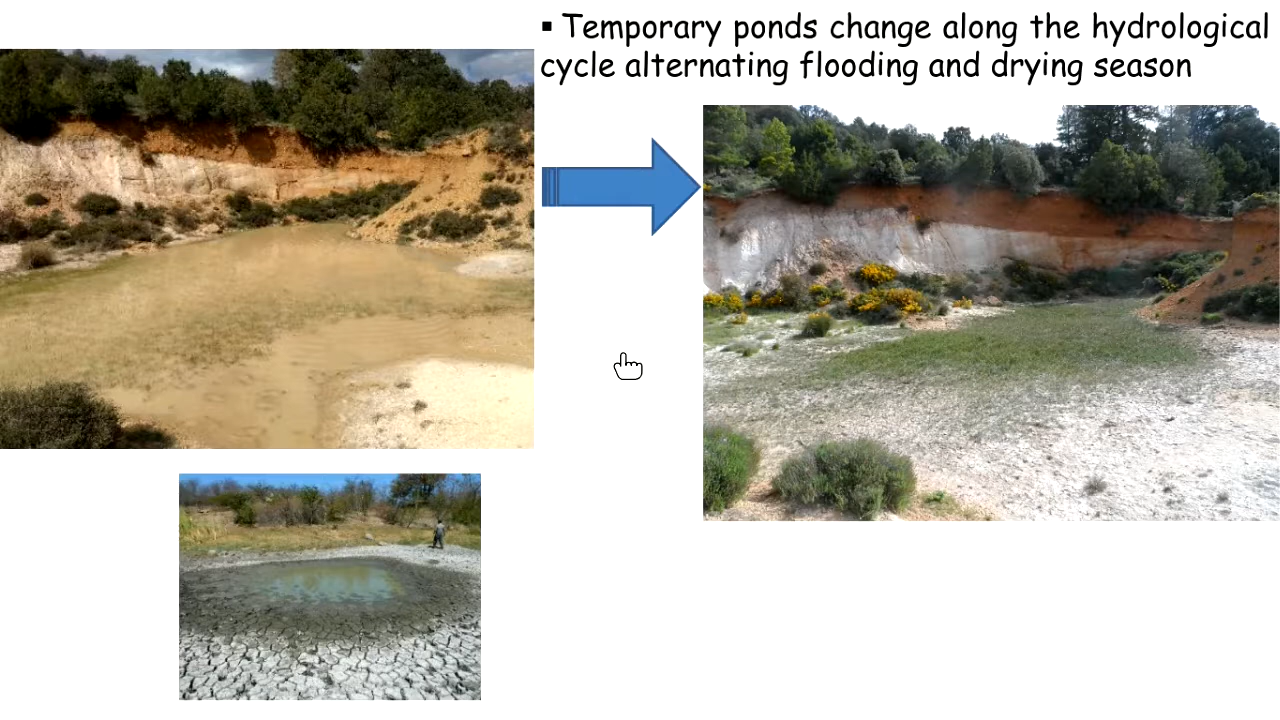 ▪ Temporary ponds change along the hydrological
cycle alternating flooding and drying season